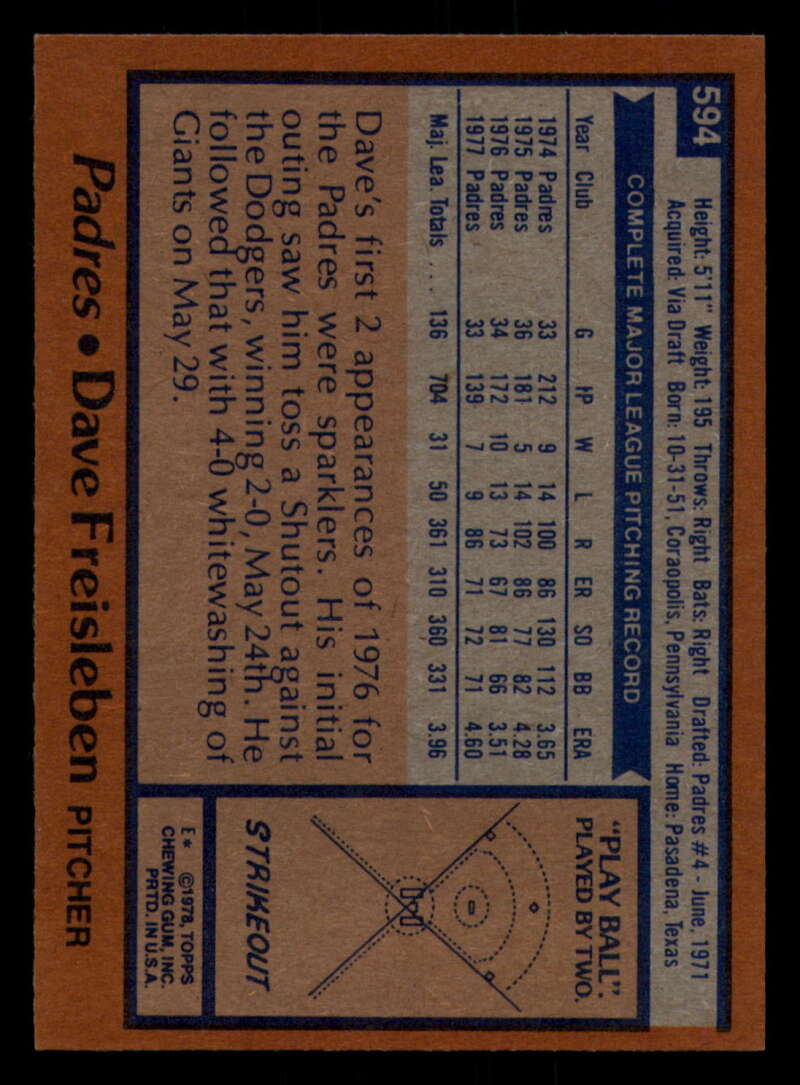 594
Height: 5'11" Weight: 195 Throws: Right Bats: Right Drafted: Padres #4 - June, 1971
Acquired: Via Draft Born: 10-31-51, Coraopolis, Pennsylvania Home: Pasadena, Texas
COMPLETE MAJOR LEAGUE PITCHING RECORD
Year Club G IP W L R ER SO BB ERA
1974 Padres 33 212 9 14 100 86 130 112 3.65
1975 Padres 36 181 5 14 102 86 77 82 4.28
1976 Padres 34 172 10 13 73 67 81 66 3.51
1977 Padres 33 139 7 9 86 71 72 71 4.60
Maj. Lea. Totals . . . 136 704 31 50 361 310 360 331 3.96
Dave's first 2 appearances of 1976 for
the Padres were sparklers. His initial
outing saw him toss a Shutout against
the Dodgers, winning 2-0, May 24th. He
followed that with 4-0 whitewashing of
Giants on May 29.
"PLAY BALL".
PLAYED BY TWO.
STRIKEOUT
E* ©1978, TOPPS
CHEWING GUM, INC.
PRTD. IN U.S.A.
Padres • Dave Freisleben PITCHER